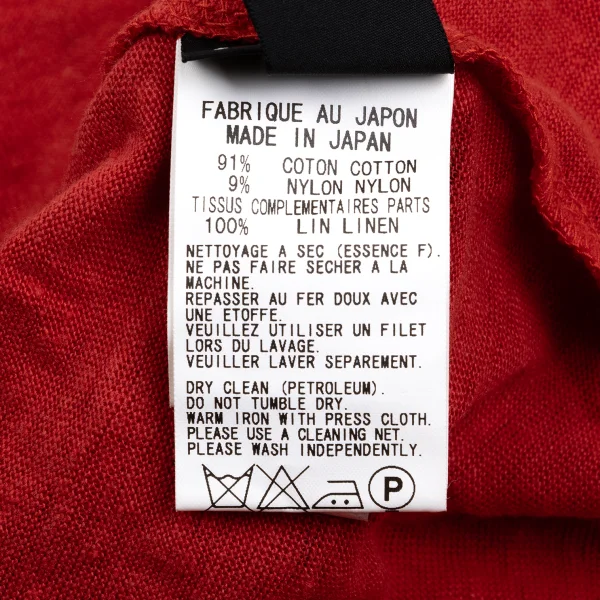 FABRIQUE AU JAPON
MADE IN JAPAN
91% COTON COTTON
9% NYLON NYLON
TISSUS COMPLEMENTAIRES PARTS
100% LIN LINEN
NETTOYAGE A SEC (ESSENCE F).
NE PAS FAIRE SECHER A LA
MACHINE.
REPASSER AU FER DOUX AVEC
UNE ETOFFE.
VEUILLEZ UTILISER UN FILET
LORS DU LAVAGE.
VEUILLER LAVER SEPAREMENT.
DRY CLEAN (PETROLEUM).
DO NOT TUMBLE DRY.
WARM IRON WITH PRESS CLOTH.
PLEASE USE A CLEANING NET.
PLEASE WASH INDEPENDENTLY.
P